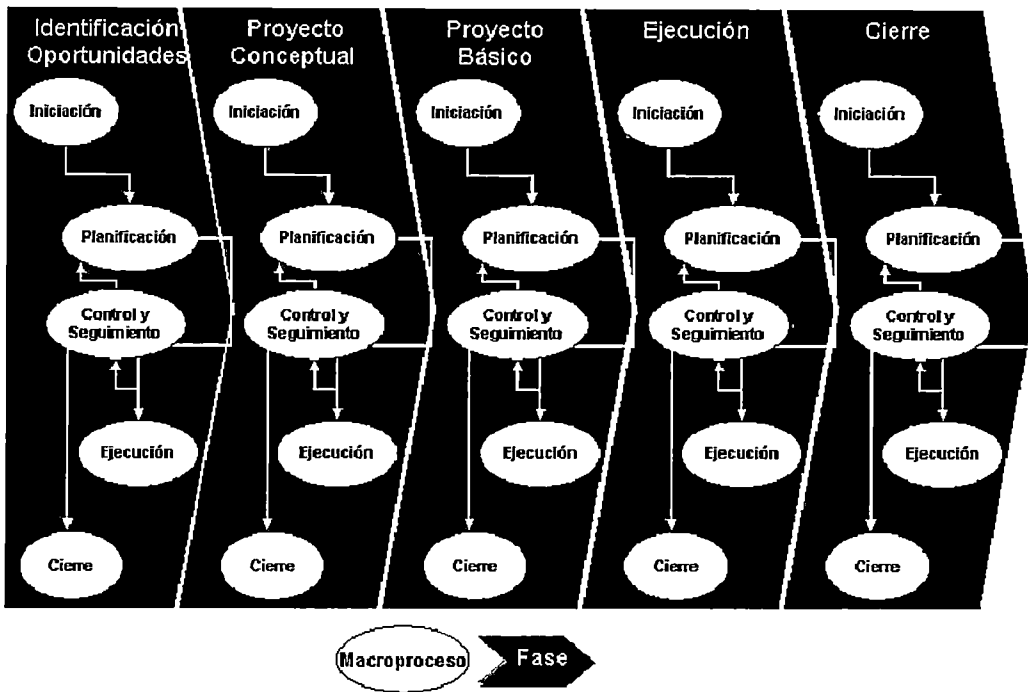 Identificación
Oportunidades
Iniciación
Planificación
Control y
Seguimiento
Ejecución
Cierre
Proyecto
Conceptual
Iniciación
Planificación
Control y
Seguimiento
Ejecución
Cierre
Proyecto
Básico
Iniciación
Planificación
Control y
Seguimiento
Ejecución
Cierre
Ejecución
Iniciación
Planificación
Control y
Seguimiento
Ejecución
Cierre
Cierre
Iniciación
Planificación
Control y
Seguimiento
Ejecución
Cierre
Macroproceso
Fase